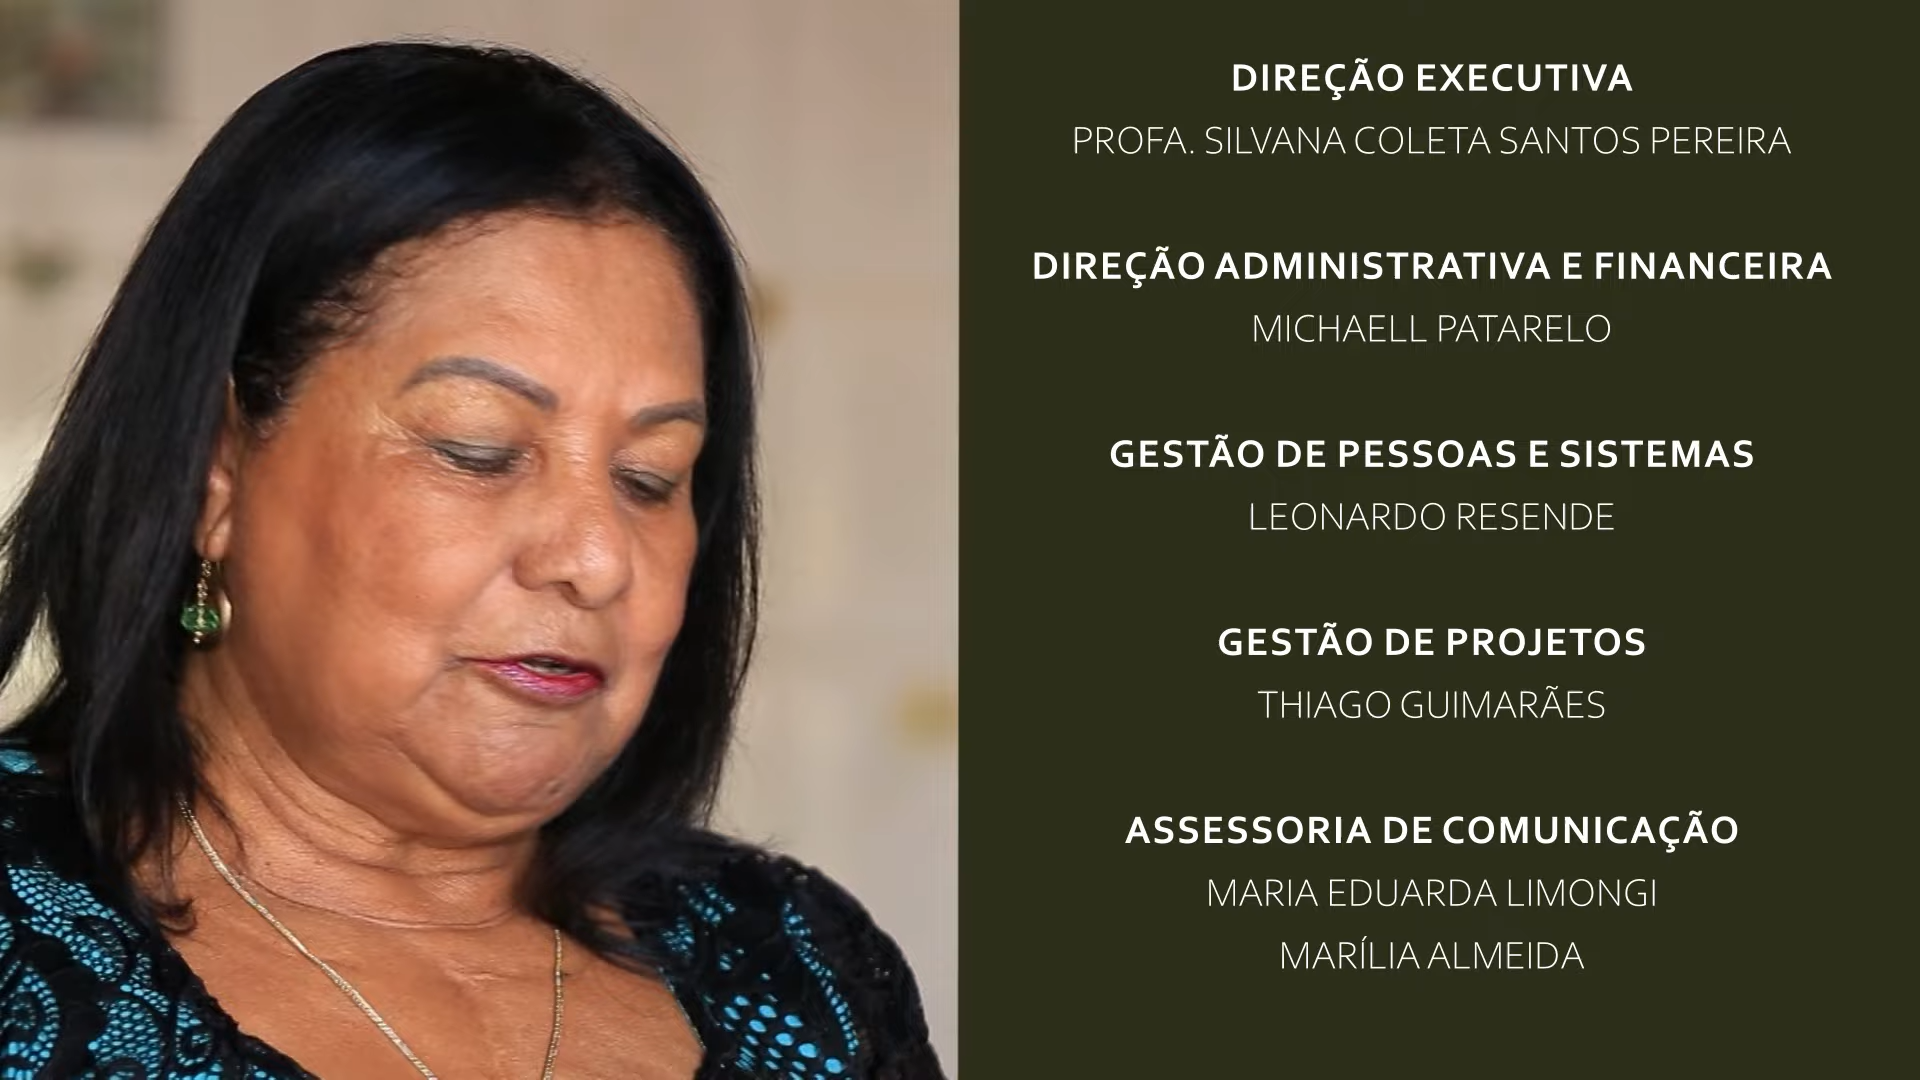 DIREÇÃO EXECUTIVA
PROFA. SILVANA COLETA SANTOS PEREIRA
DIREÇÃO ADMINISTRATIVA E FINANCEIRA
MICHAELL PATARELO
GESTÃO DE PESSOAS E SISTEMAS
LEONARDO RESENDE
GESTÃO DE PROJETOS
THIAGO GUIMARÃES
ASSESSORIA DE COMUNICAÇÃO
MARIA EDUARDA LIMONGI
MARÍLIA ALMEIDA